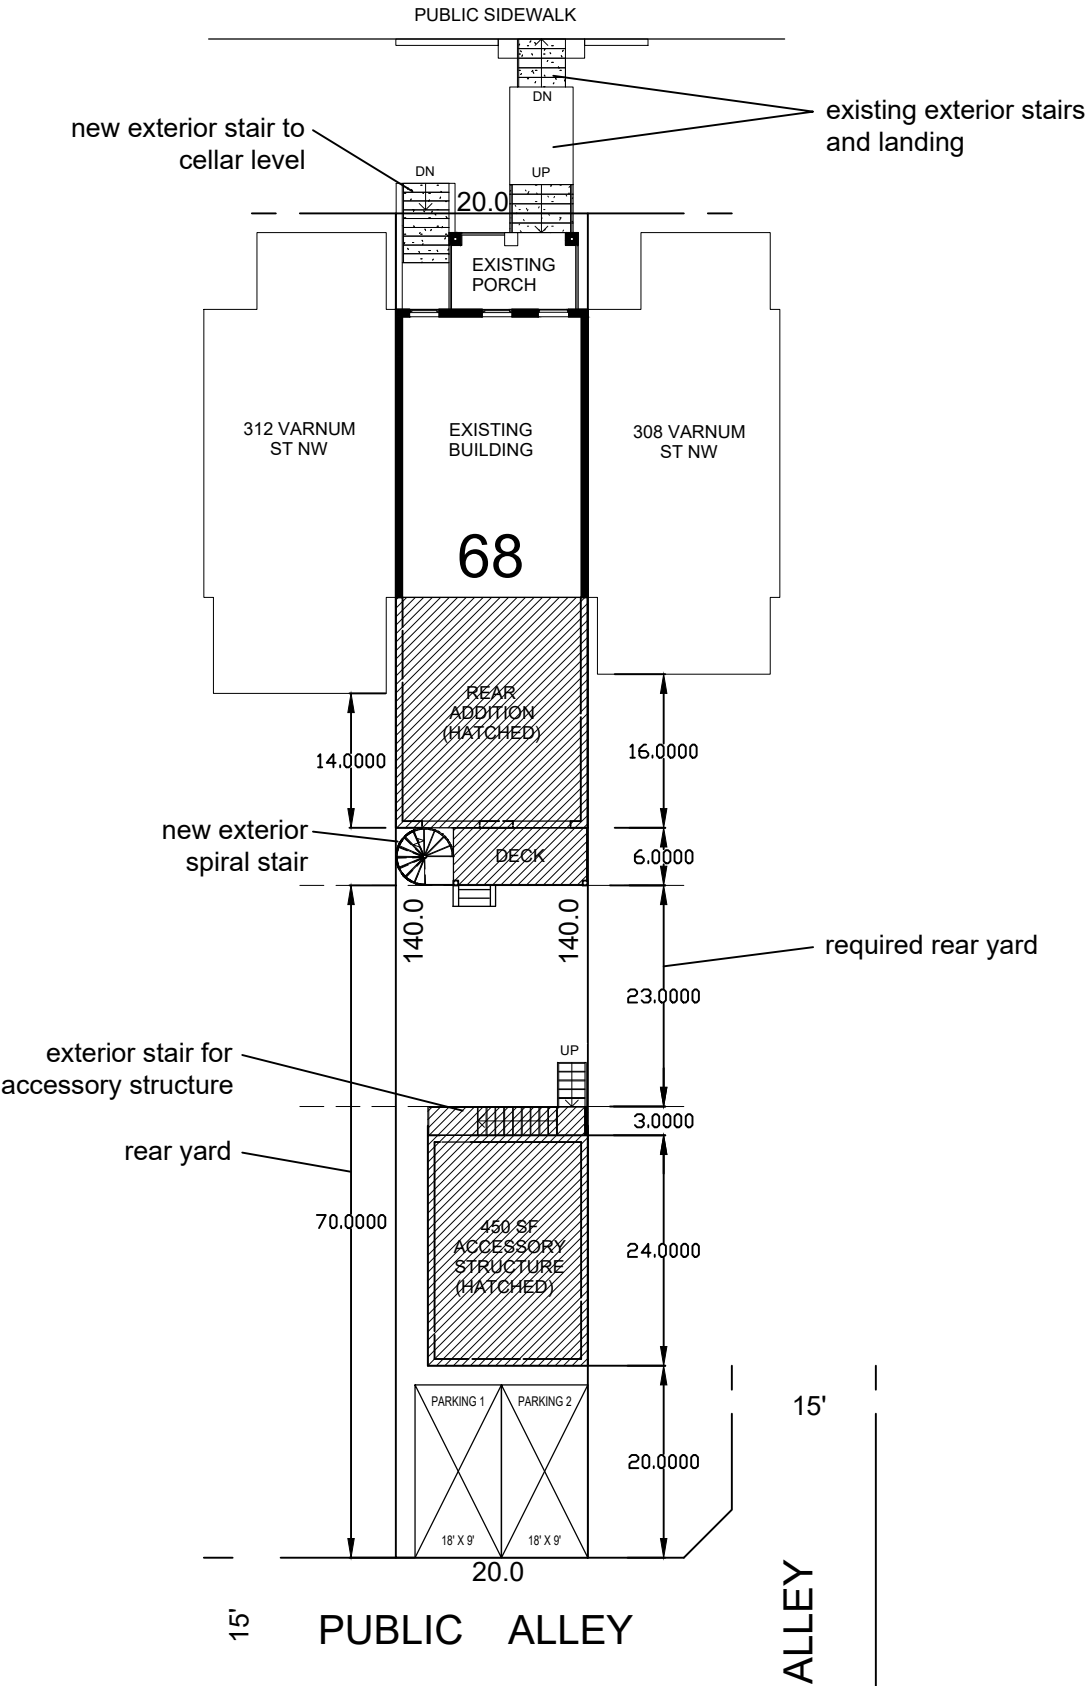 PUBLIC SIDEWALK
DN
existing exterior stairs
and landing
new exterior stair to
cellar level
DN
UP
20.0
EXISTING
PORCH
312 VARNUM
ST NW
EXISTING
BUILDING
308 VARNUM
ST NW
68
REAR
ADDITION
(HATCHED)
14.0000
16.0000
new exterior
spiral stair
DECK
6.0000
140.0
140.0
required rear yard
23.0000
exterior stair for
accessory structure
UP
3.0000
rear yard
70.0000
450 SF
ACCESSORY
STRUCTURE
(HATCHED)
24.0000
PARKING 1
PARKING 2
15'
20.0000
18' X 9'
18' X 9'
20.0
15'
PUBLIC ALLEY
ALLEY